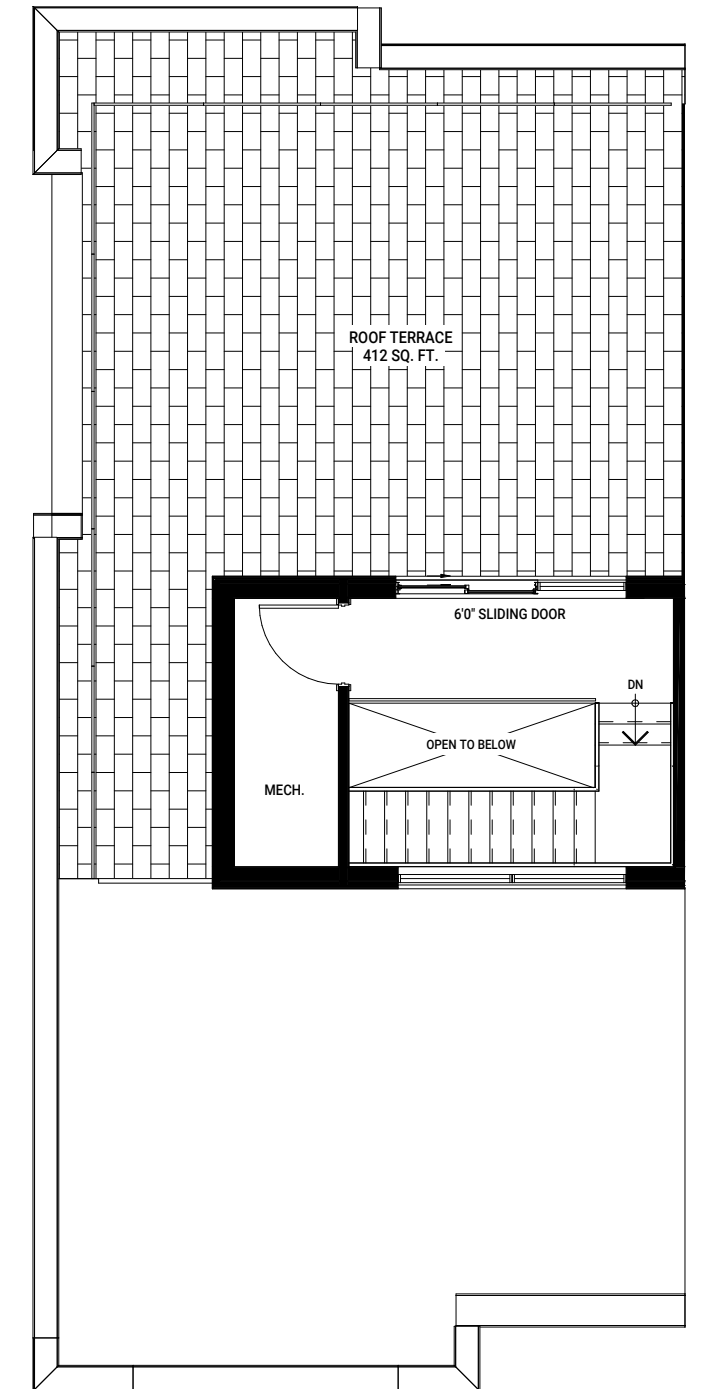 ROOF TERRACE
412 SQ. FT.
6'0" SLIDING DOOR
DN
OPEN TO BELOW
MECH.